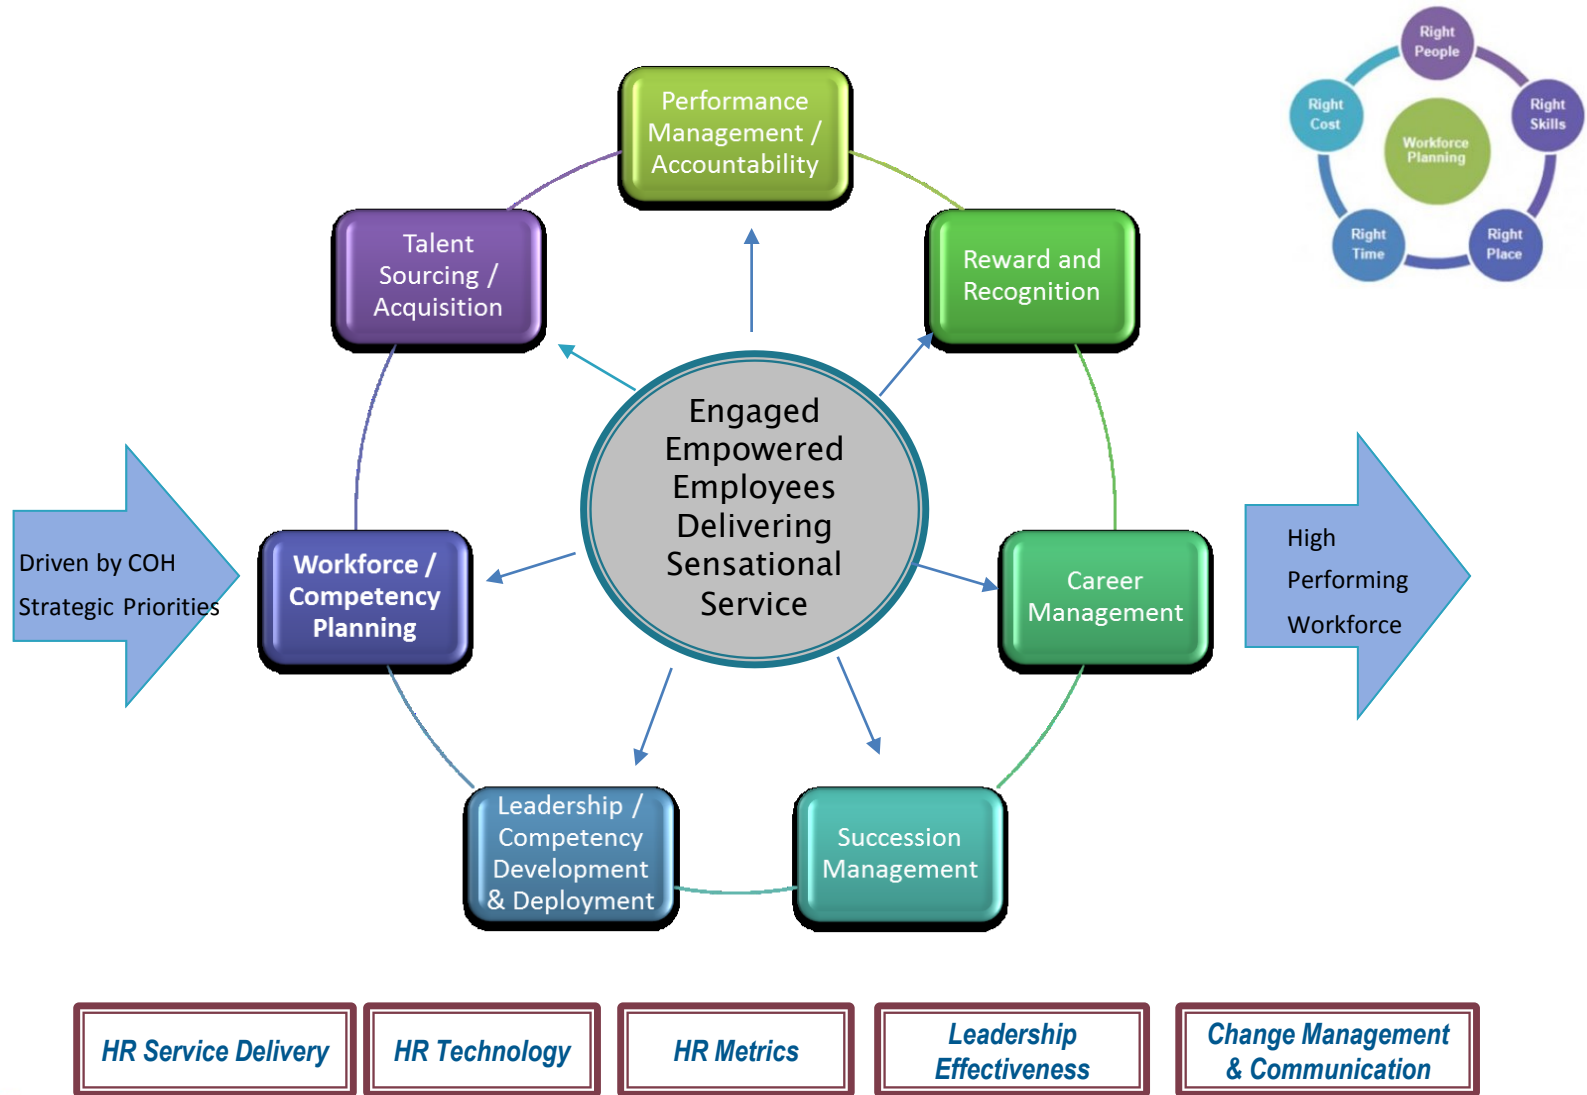 Right
People
Right
Cost
Right
Skills
Workforce
Planning
Right
Time
Right
Place
Performance
Management /
Accountability
Talent
Sourcing /
Acquisition
Reward and
Recognition
Engaged
Empowered
Employees
Delivering
Sensational
Service
Driven by COH
Strategic Priorities
Workforce /
Competency
Planning
Career
Management
High
Performing
Workforce
Leadership /
Competency
Development
& Deployment
Succession
Management
HR Service Delivery
HR Technology
HR Metrics
Leadership
Effectiveness
Change Management
& Communication